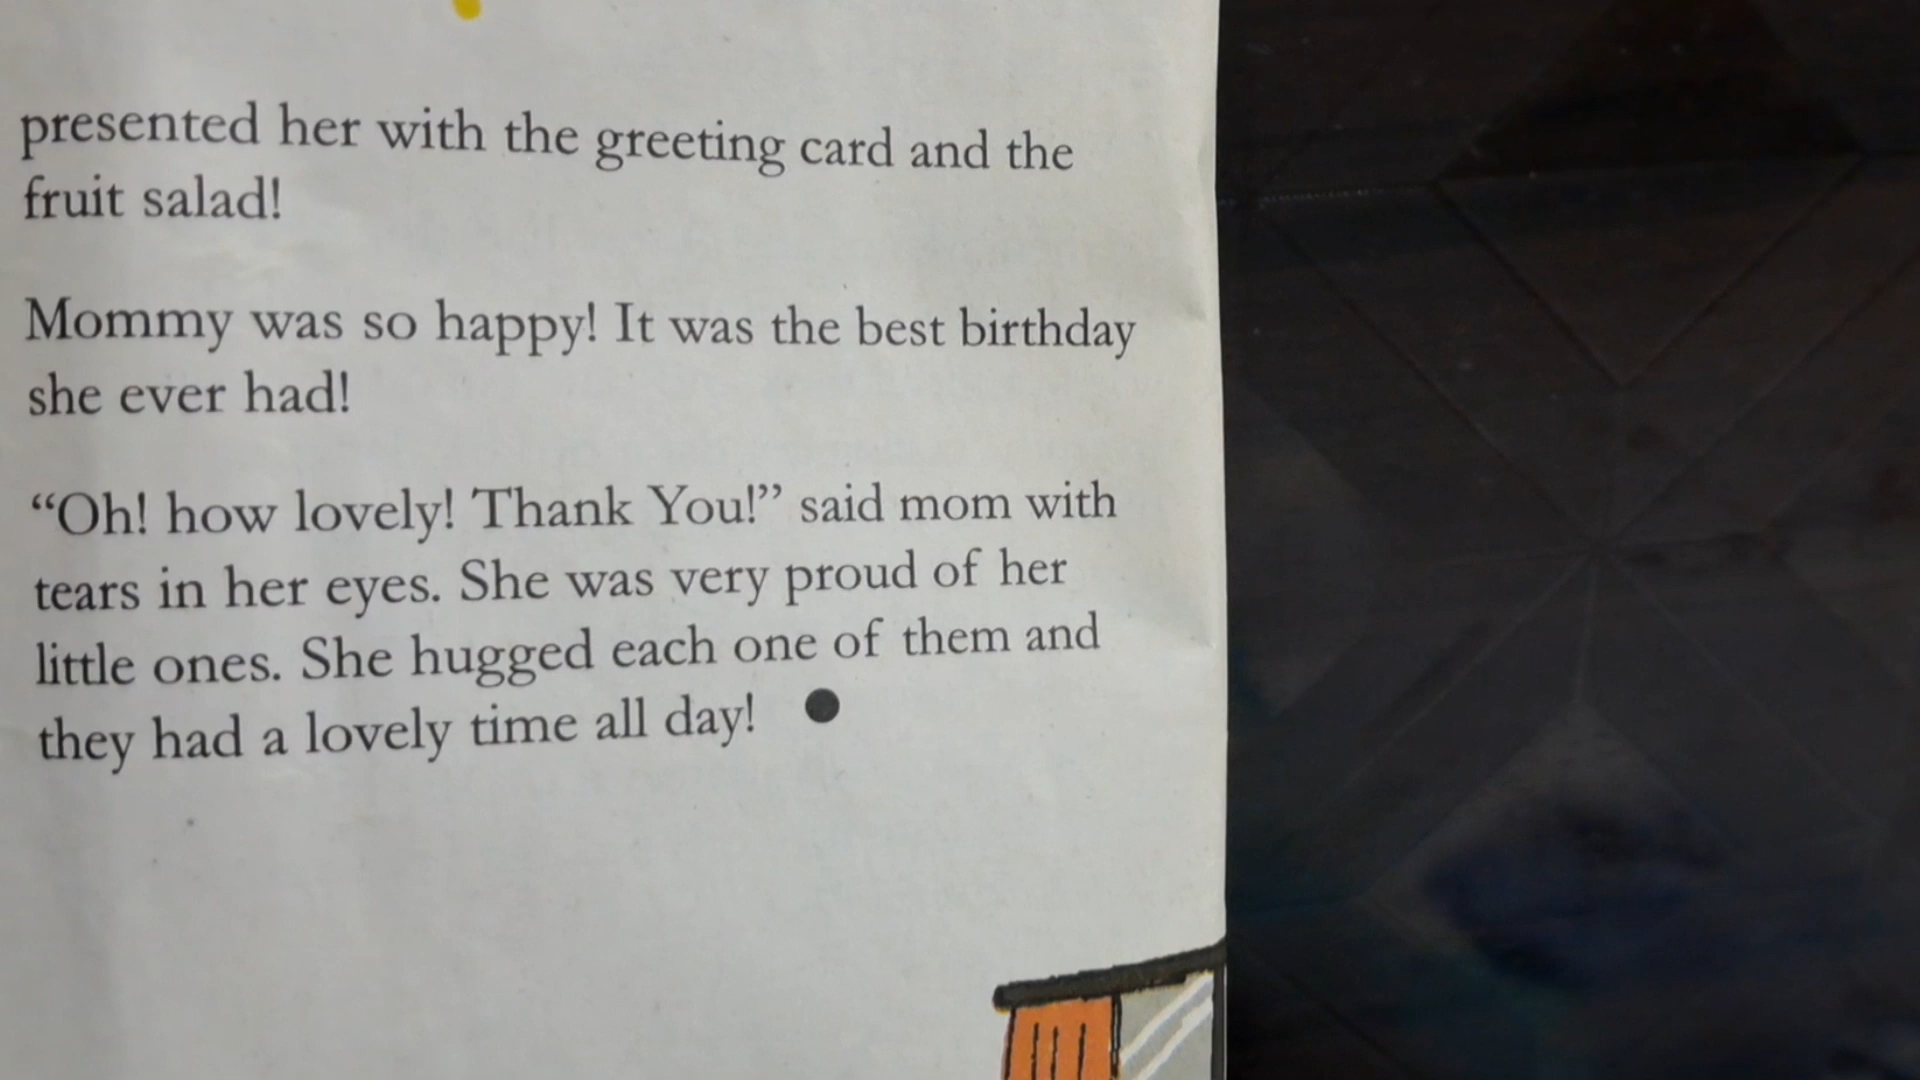 presented her with the greeting card and the
fruit salad!
Mommy was so happy! It was the best birthday
she ever had!
“Oh! how lovely! Thank You!” said mom with
tears in her eyes. She was very proud of her
little ones. She hugged each one of them and
they had a lovely time all day! ●